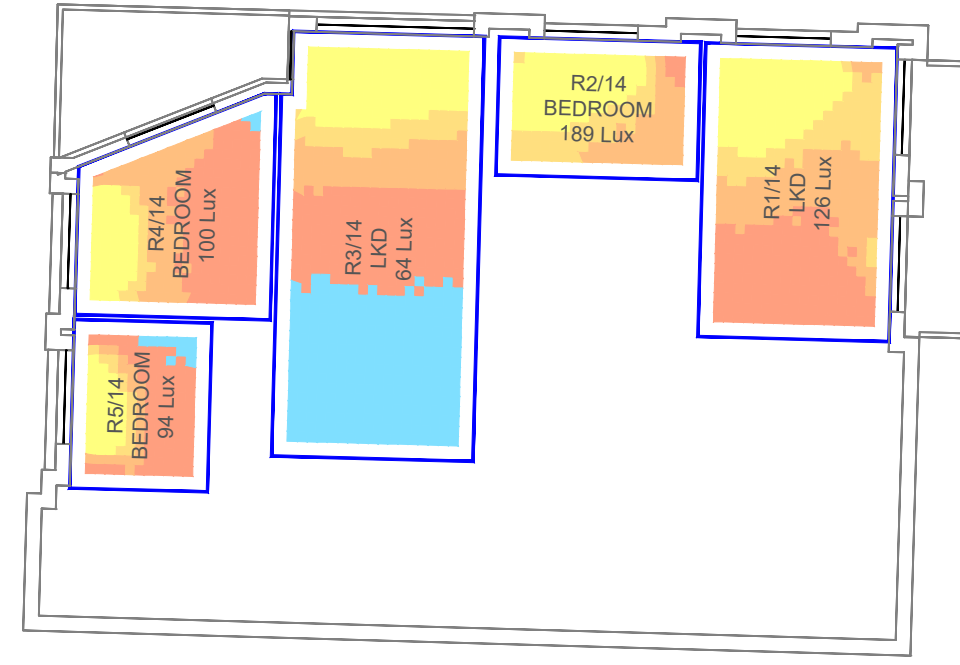 R4/14
BEDROOM
100 Lux
R3/14
LKD
64 Lux
R2/14
BEDROOM
189 Lux
R1/14
LKD
126 Lux
R5/14
BEDROOM
94 Lux